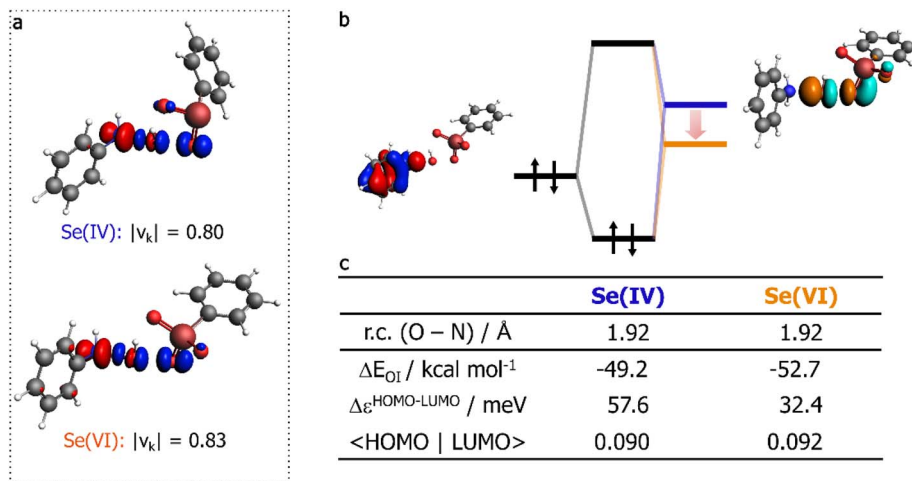 a
Se(IV): |vₖ| = 0.80
Se(VI): |vₖ| = 0.83
b
c
Se(IV) Se(VI)
r.c. (O – N) / Å 1.92 1.92
ΔE_OI / kcal mol⁻¹ -49.2 -52.7
Δε^HOMO-LUMO / meV 57.6 32.4
<HOMO | LUMO> 0.090 0.092